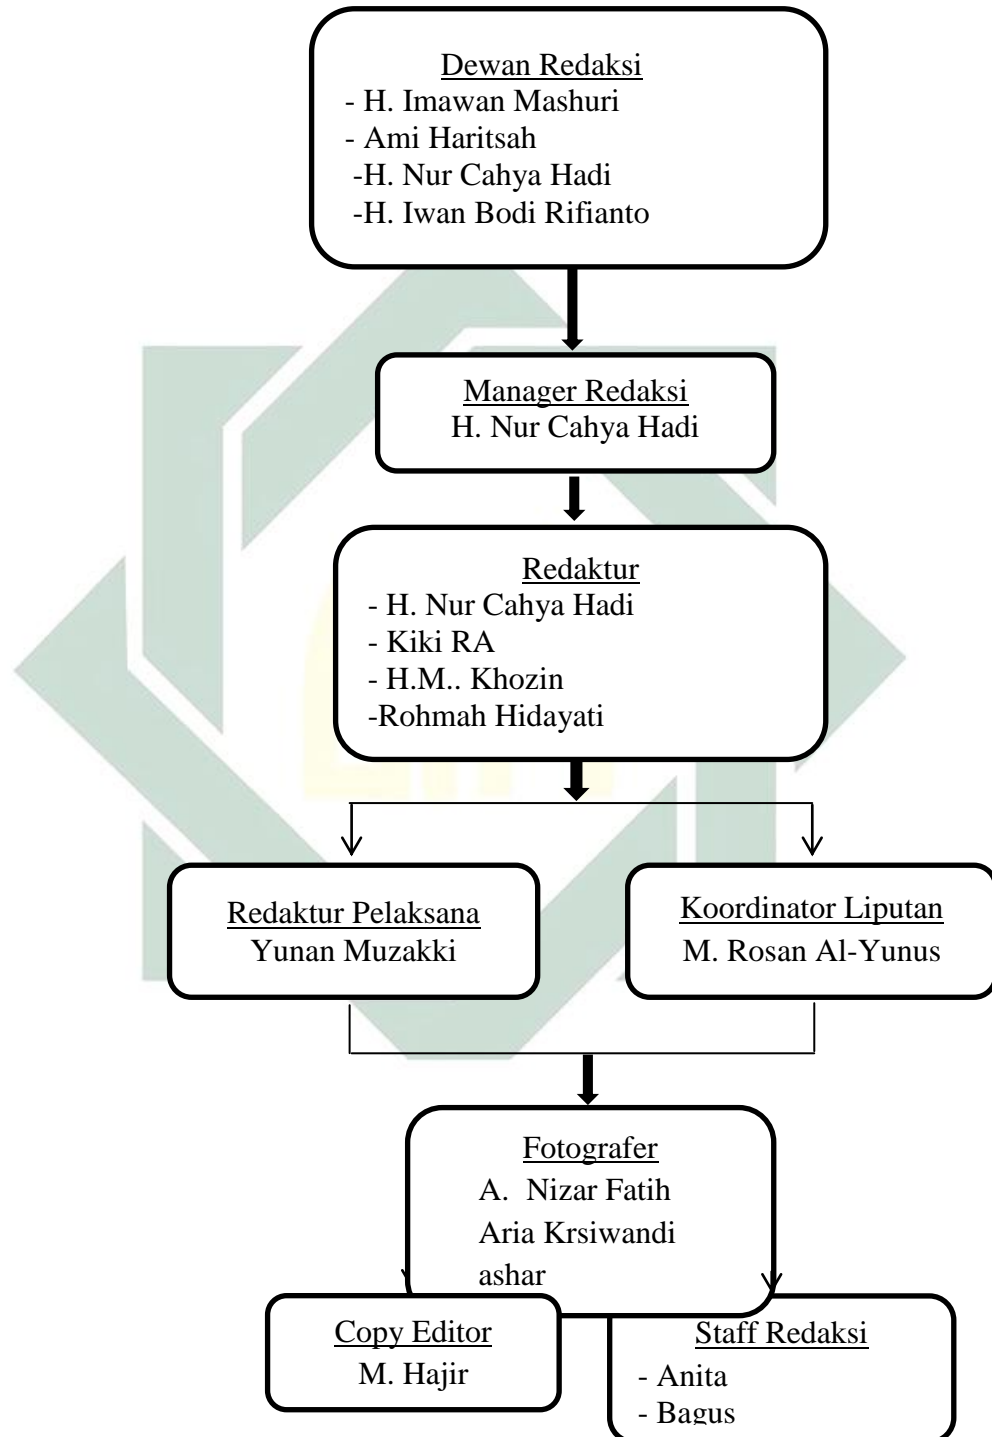 Dewan Redaksi
- H. Imawan Mashuri
- Ami Haritsah
-H. Nur Cahya Hadi
-H. Iwan Bodi Rifianto
Manager Redaksi
H. Nur Cahya Hadi
Redaktur
- H. Nur Cahya Hadi
- Kiki RA
- H.M.. Khozin
-Rohmah Hidayati
Redaktur Pelaksana
Yunan Muzakki
Koordinator Liputan
M. Rosan Al-Yunus
Fotografer
A. Nizar Fatih
Aria Krsiwandi
ashar
Copy Editor
M. Hajir
Staff Redaksi
- Anita
- Bagus